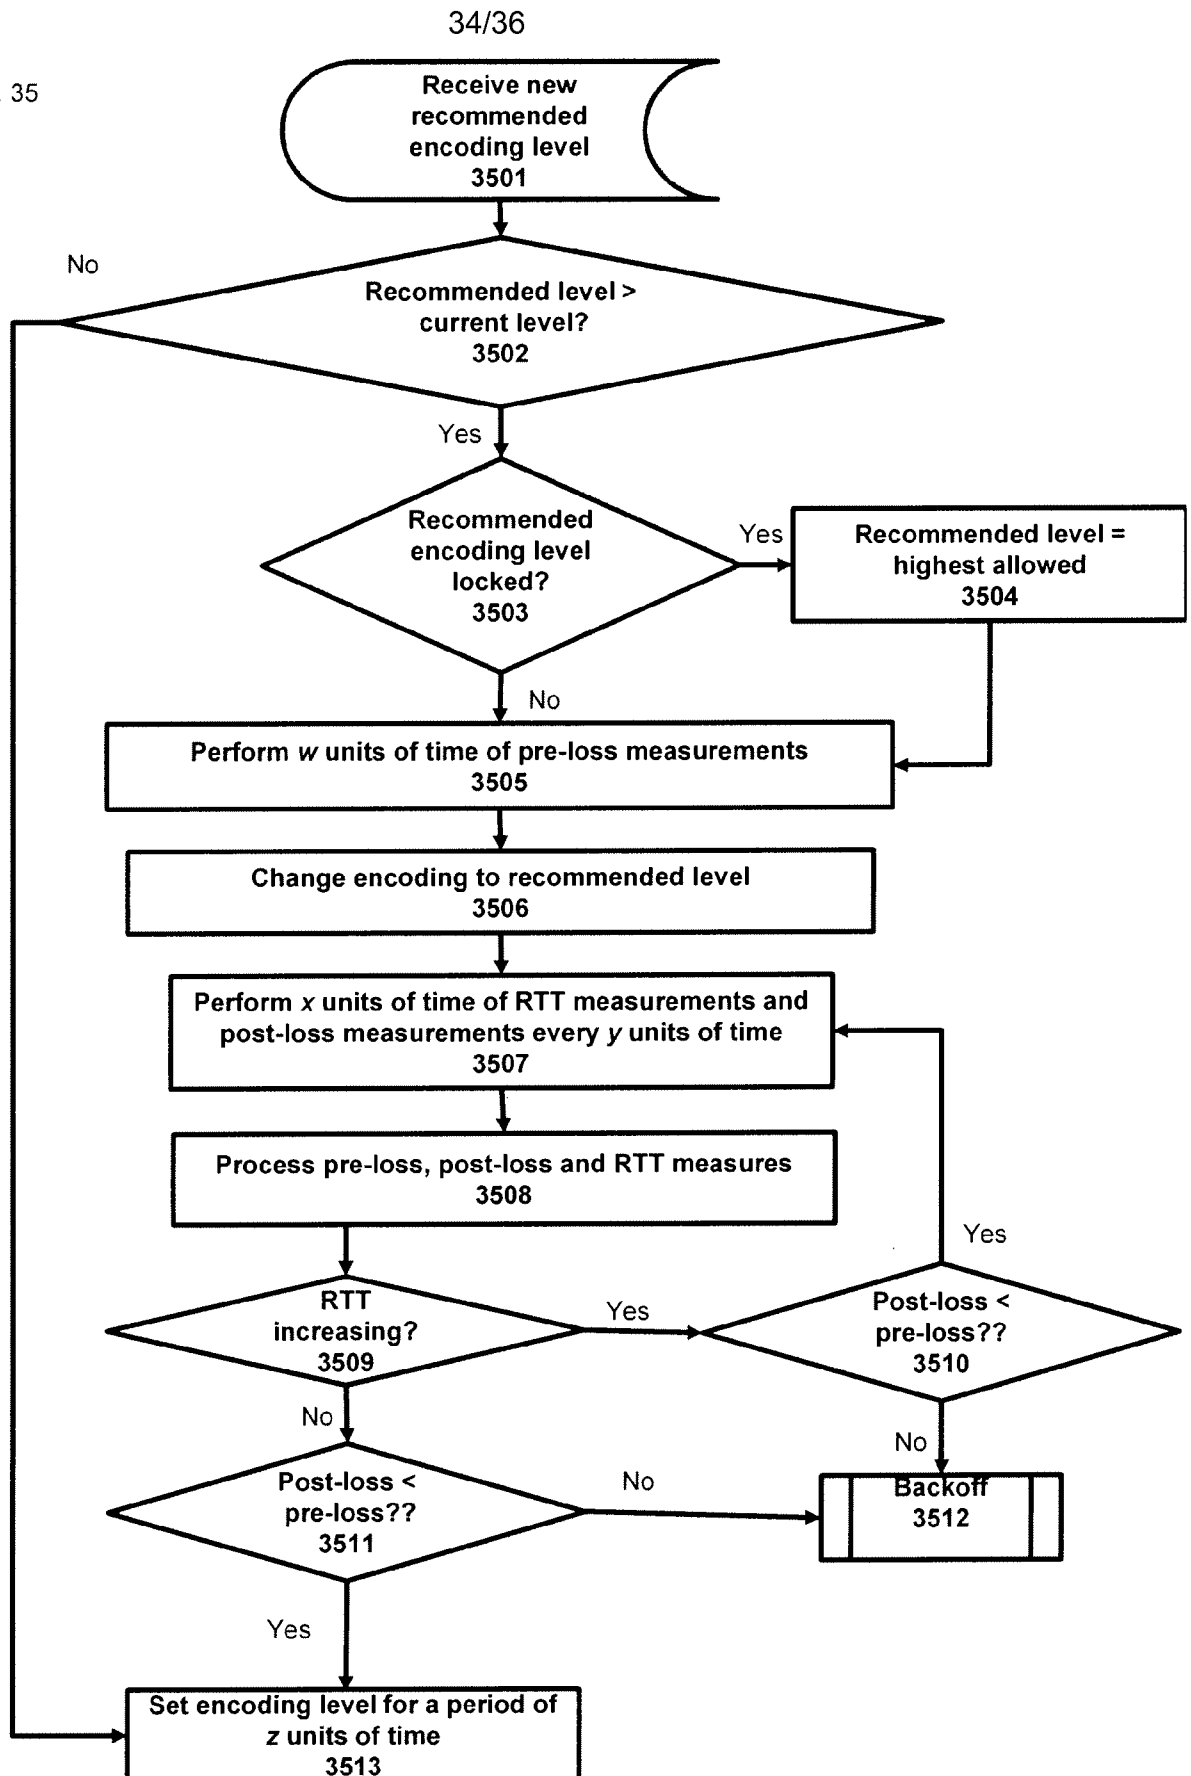 34/36
35
Receive new
recommended
encoding level
3501
No
Recommended level >
current level?
3502
Yes
Recommended
encoding level
locked?
3503
Yes
Recommended level =
highest allowed
3504
No
Perform w units of time of pre-loss measurements
3505
Change encoding to recommended level
3506
Perform x units of time of RTT measurements and
post-loss measurements every y units of time
3507
Process pre-loss, post-loss and RTT measures
3508
Yes
RTT
increasing?
3509
Yes
Post-loss <
pre-loss??
3510
No
No
Post-loss <
pre-loss??
3511
No
Backoff
3512
Yes
Set encoding level for a period of
z units of time
3513